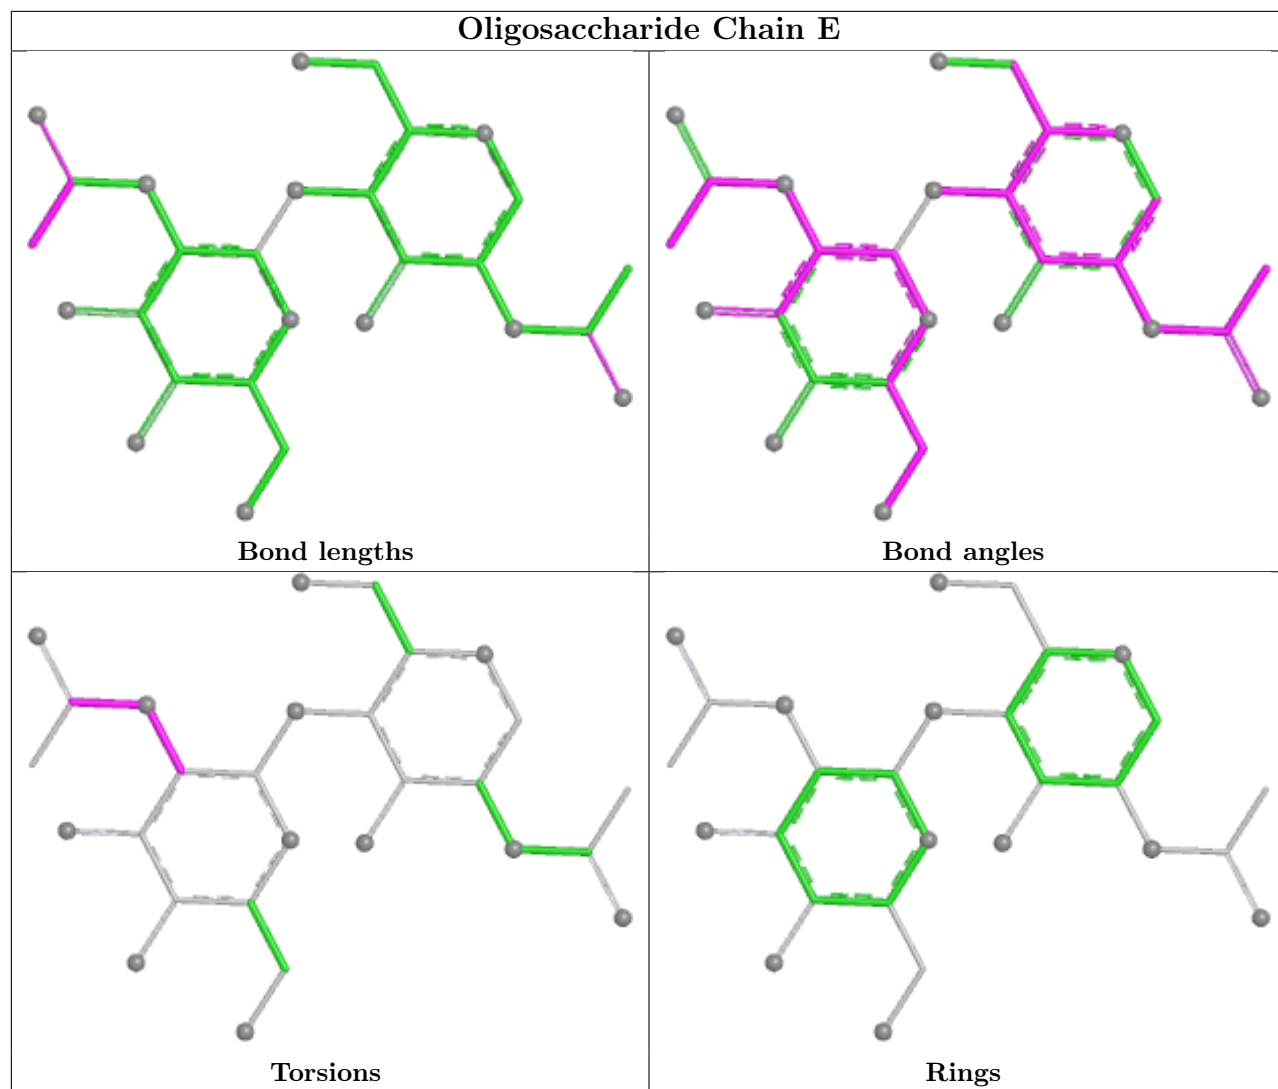 Oligosaccharide Chain E
Bond lengths
Bond angles
Torsions
Rings